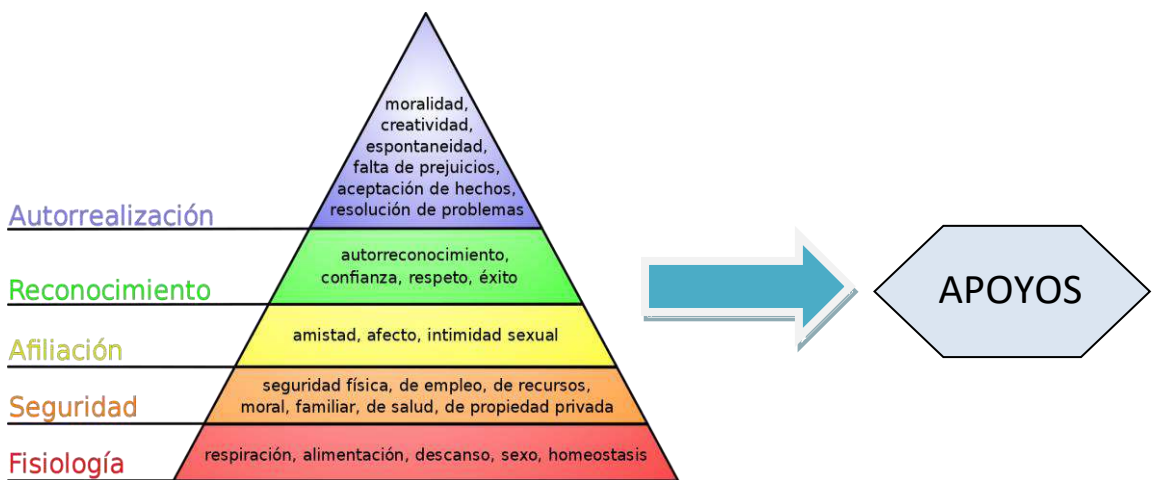 moralidad,
creatividad,
espontaneidad,
falta de prejuicios,
aceptación de hechos,
resolución de problemas
Autorrealización
autorreconocimiento,
confianza, respeto, éxito
Reconocimiento
amistad, afecto, intimidad sexual
Afiliación
seguridad física, de empleo, de recursos,
moral, familiar, de salud, de propiedad privada
Seguridad
respiración, alimentación, descanso, sexo, homeostasis
Fisiología
APOYOS